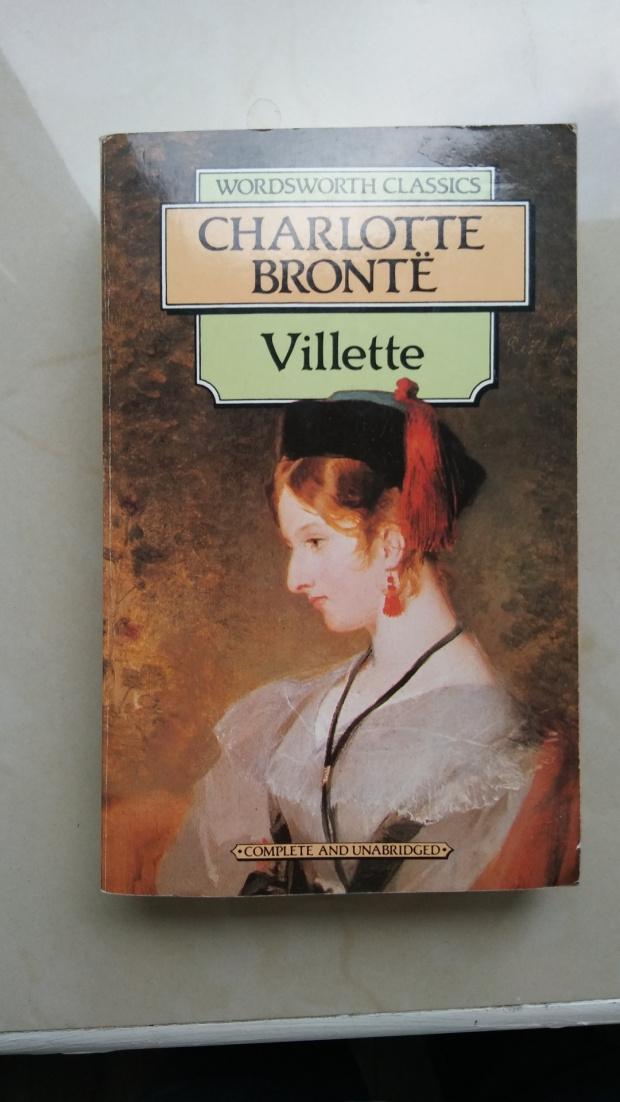 WORDSWORTH CLASSICS
CHARLOTTE
BRONTË
Villette
COMPLETE AND UNABRIDGED